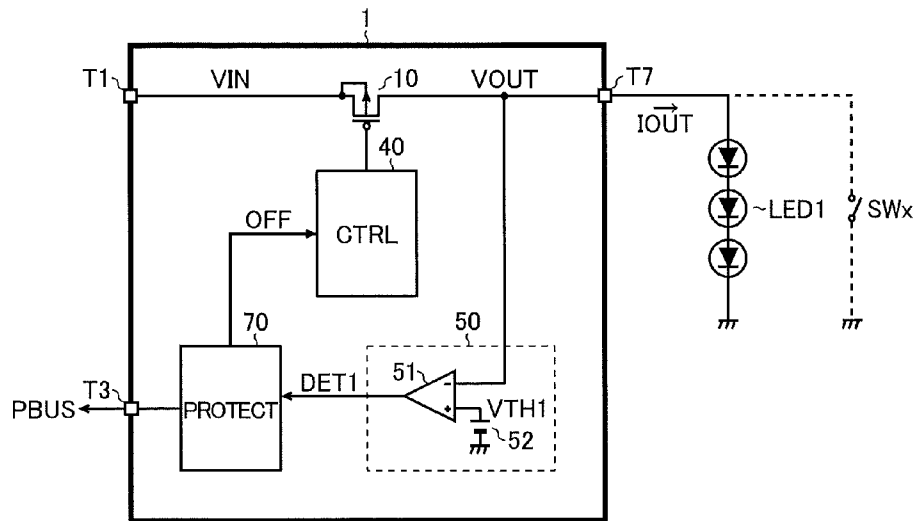 1
T1
VIN
10
VOUT
T7
IOUT
40
CTRL
OFF
LED1
SWx
70
50
51
DET1
T3
PBUS
PROTECT
-
+
VTH1
52